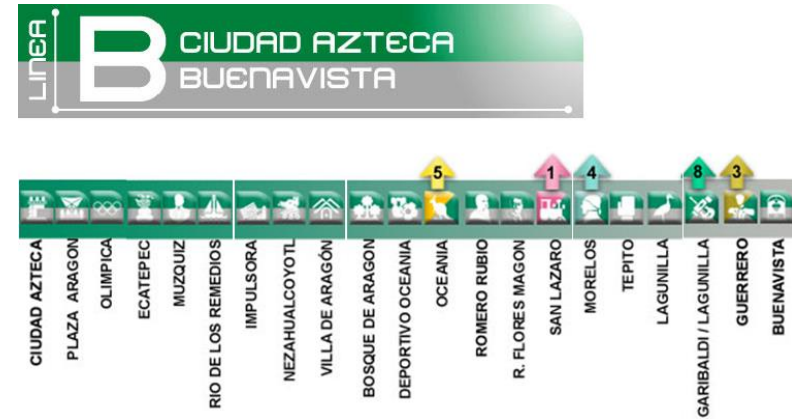 LINEA
B
CIUDAD AZTECA
BUENAVISTA
5
1
4
8
3
CIUDAD AZTECA
PLAZA ARAGON
OLIMPICA
ECATEPEC
MUZQUIZ
RIO DE LOS REMEDIOS
IMPULSORA
NEZAHUALCOYOTL
VILLA DE ARAGÓN
BOSQUE DE ARAGON
DEPORTIVO OCEANIA
OCEANIA
ROMERO RUBIO
R. FLORES MAGON
SAN LAZARO
MORELOS
TEPITO
LAGUNILLA
GARIBALDI / LAGUNILLA
GUERRERO
BUENAVISTA